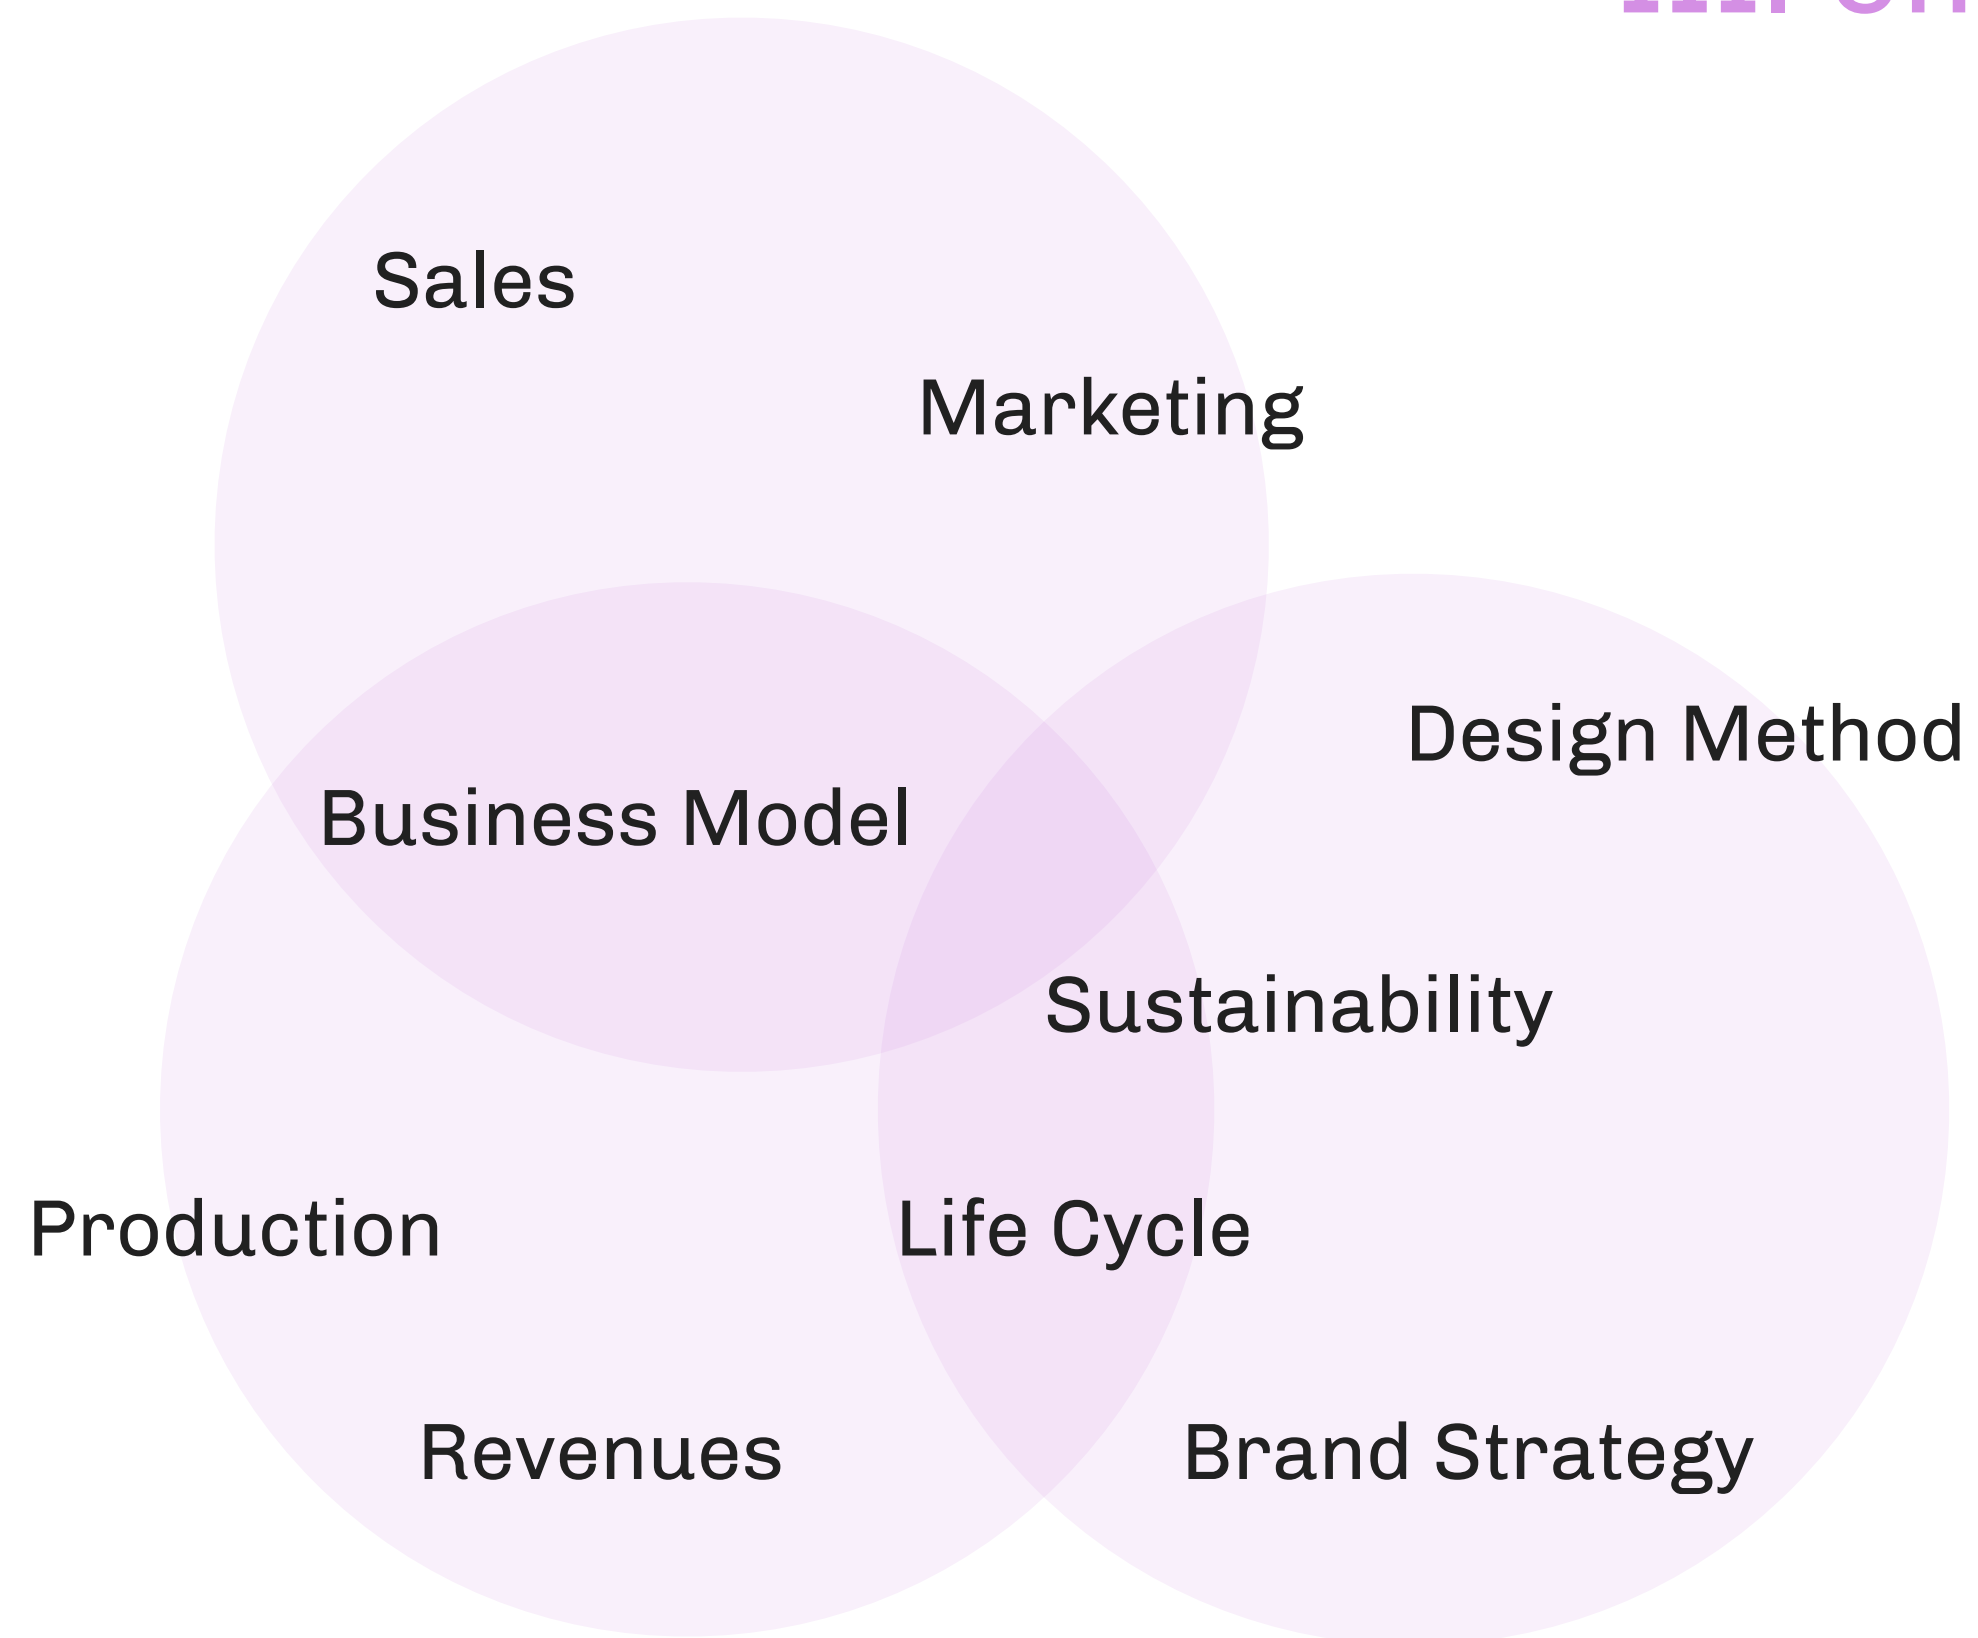 Sales
Marketing
Design Method
Business Model
Sustainability
Production
Life Cycle
Revenues
Brand Strategy